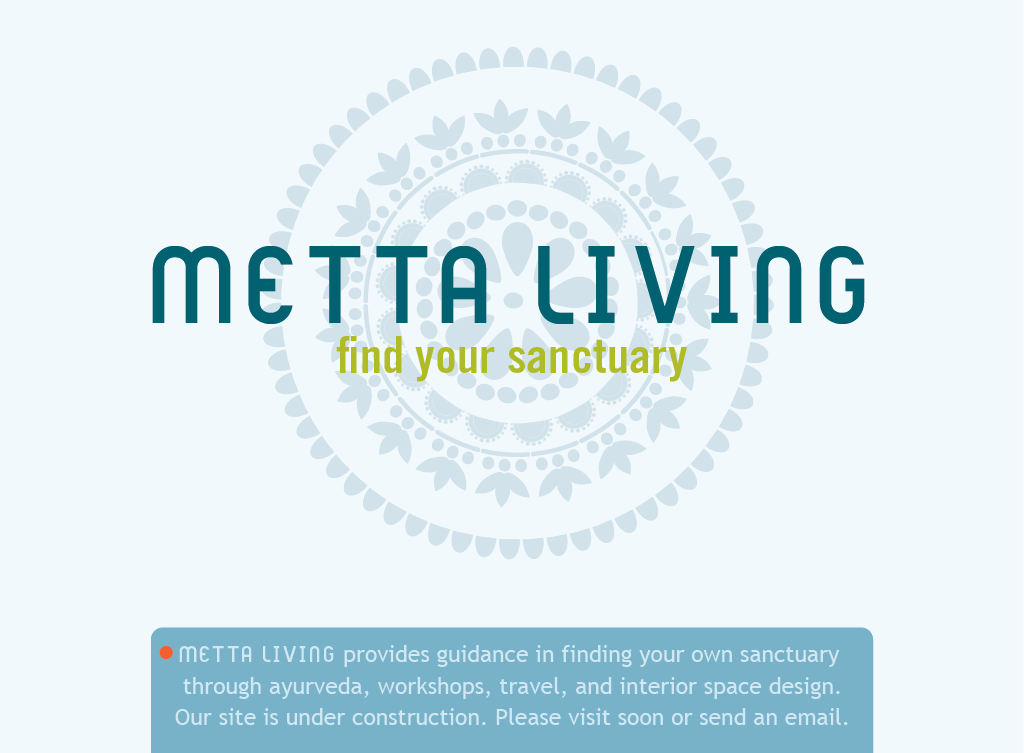 METTA LIVING
find your sanctuary
METTA LIVING provides guidance in finding your own sanctuary
through ayurveda, workshops, travel, and interior space design.
Our site is under construction. Please visit soon or send an email.